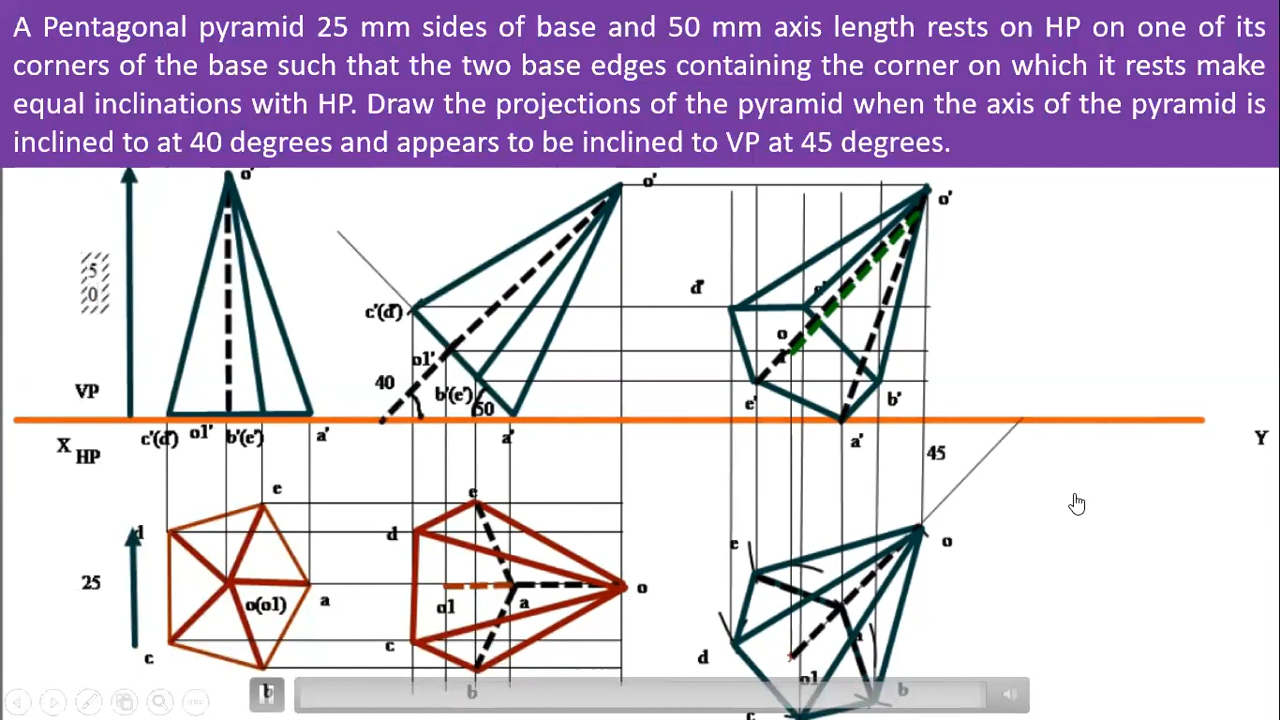 A Pentagonal pyramid 25 mm sides of base and 50 mm axis length rests on HP on one of its
corners of the base such that the two base edges containing the corner on which it rests make
equal inclinations with HP. Draw the projections of the pyramid when the axis of the pyramid is
inclined to at 40 degrees and appears to be inclined to VP at 45 degrees.
o' o' o'
5
0
d' c'
c'(d') o
o1'
40
VP b'(e') 50 e' b'
X HP c'(d') o1' b'(e') a' a' a' 45 Y
e e
d d e o
25 o(o1) a o1 a o a
c c d o1 b
b b c